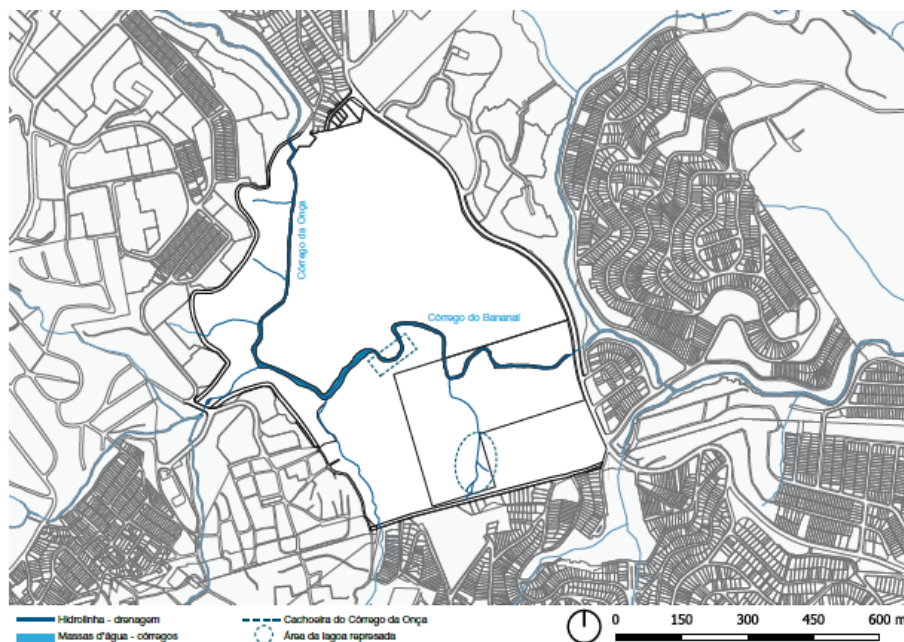 Córrego da Onça
Córrego do Bananal
Hidrolinha - drenagem
Massas d'água - córregos
Cachoeira do Córrego da Onça
Área da lagoa represada
0 150 300 450 600 m